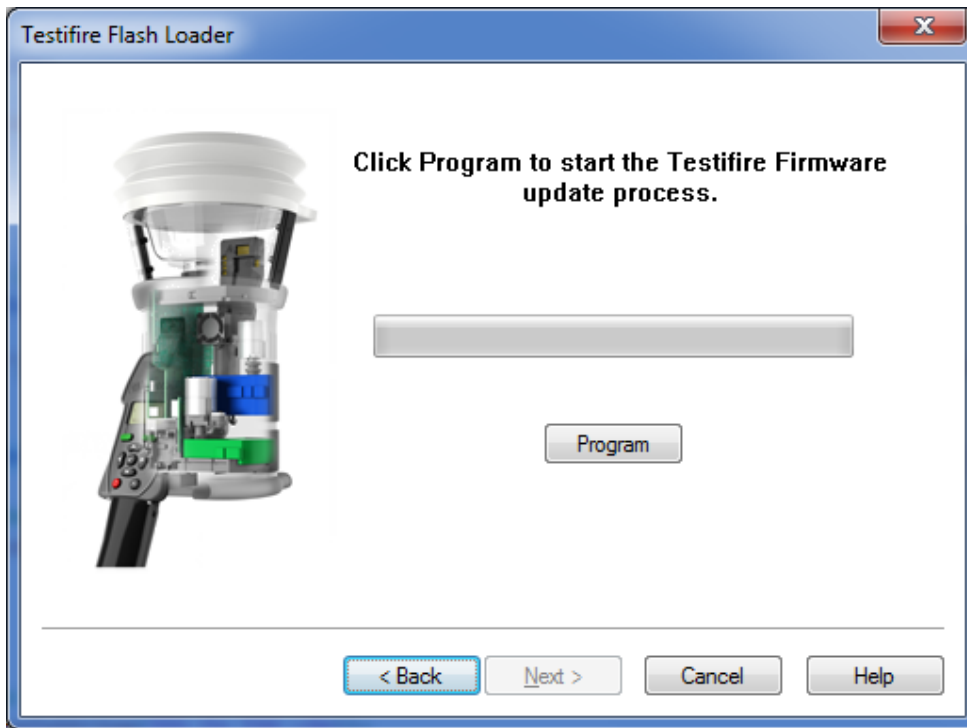 Testifire Flash Loader
Click Program to start the Testifire Firmware
update process.
Program
< Back
Next >
Cancel
Help